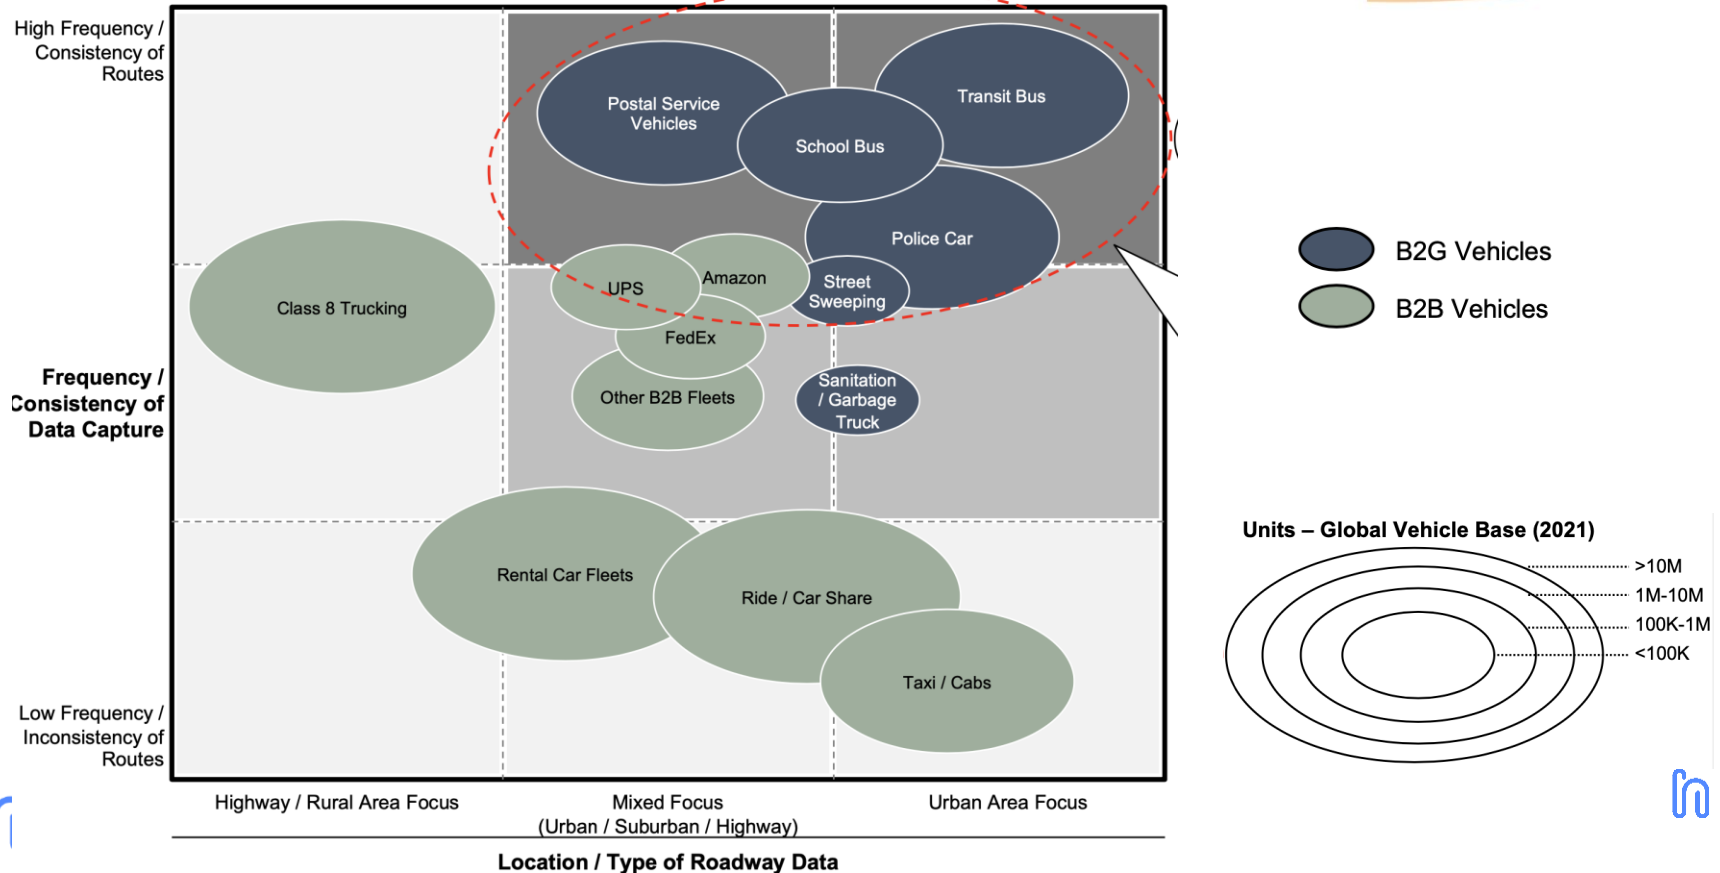 High Frequency /
Consistency of
Routes
Postal Service
Vehicles
School Bus
Transit Bus
Police Car
Street
Sweeping
UPS
Amazon
FedEx
Other B2B Fleets
Class 8 Trucking
Sanitation
/ Garbage
Truck
Frequency /
Consistency of
Data Capture
Rental Car Fleets
Ride / Car Share
Taxi / Cabs
Low Frequency /
Inconsistency of
Routes
Highway / Rural Area Focus
Mixed Focus
(Urban / Suburban / Highway)
Urban Area Focus
Location / Type of Roadway Data
B2G Vehicles
B2B Vehicles
Units – Global Vehicle Base (2021)
>10M
1M-10M
100K-1M
<100K